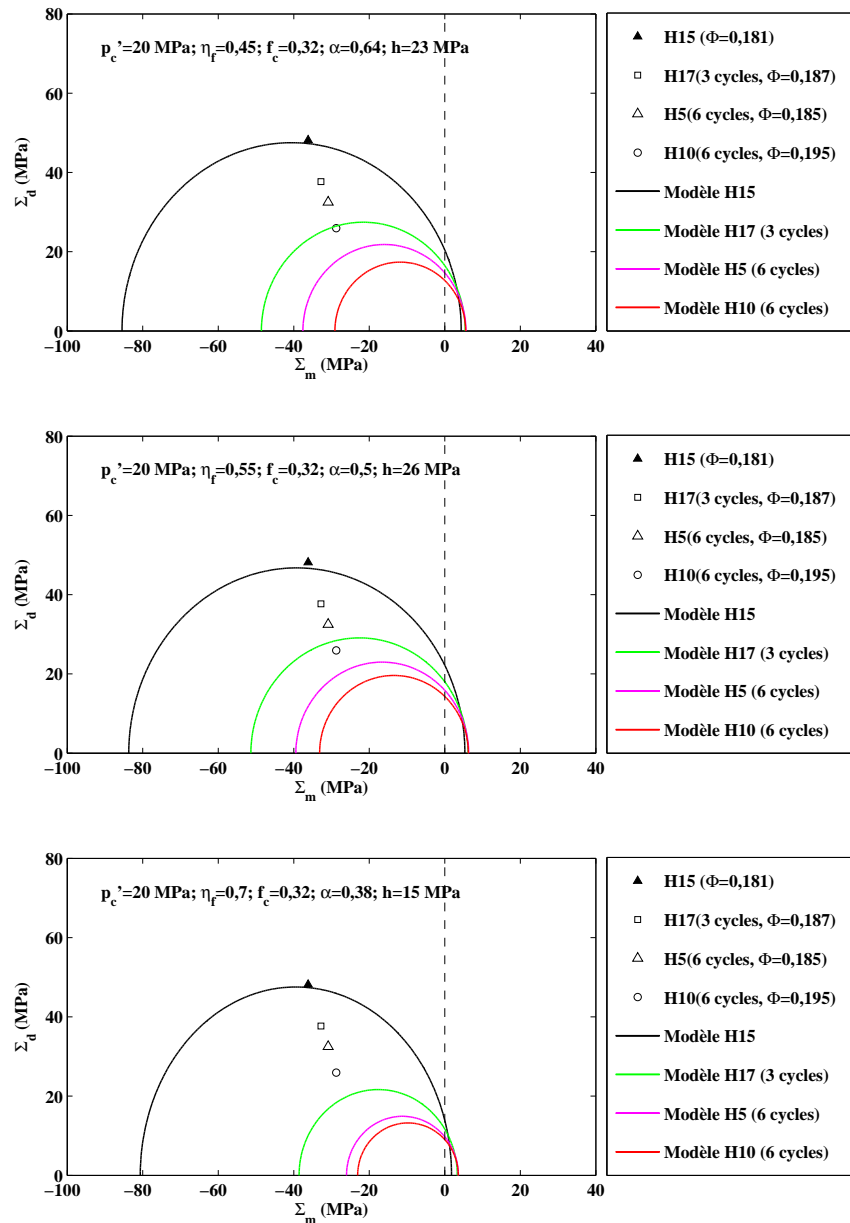 p_c'=20 MPa; η_f=0,45; f_c=0,32; α=0,64; h=23 MPa
80
60
40
20
0
Σ_d (MPa)
−100 −80 −60 −40 −20 0 20 40
Σ_m (MPa)
H15 (Φ=0,181)
H17(3 cycles, Φ=0,187)
H5(6 cycles, Φ=0,185)
H10(6 cycles, Φ=0,195)
Modèle H15
Modèle H17 (3 cycles)
Modèle H5 (6 cycles)
Modèle H10 (6 cycles)
p_c'=20 MPa; η_f=0,55; f_c=0,32; α=0,5; h=26 MPa
80
60
40
20
0
Σ_d (MPa)
−100 −80 −60 −40 −20 0 20 40
Σ_m (MPa)
H15 (Φ=0,181)
H17(3 cycles, Φ=0,187)
H5(6 cycles, Φ=0,185)
H10(6 cycles, Φ=0,195)
Modèle H15
Modèle H17 (3 cycles)
Modèle H5 (6 cycles)
Modèle H10 (6 cycles)
p_c'=20 MPa; η_f=0,7; f_c=0,32; α=0,38; h=15 MPa
80
60
40
20
0
Σ_d (MPa)
−100 −80 −60 −40 −20 0 20 40
Σ_m (MPa)
H15 (Φ=0,181)
H17(3 cycles, Φ=0,187)
H5(6 cycles, Φ=0,185)
H10(6 cycles, Φ=0,195)
Modèle H15
Modèle H17 (3 cycles)
Modèle H5 (6 cycles)
Modèle H10 (6 cycles)